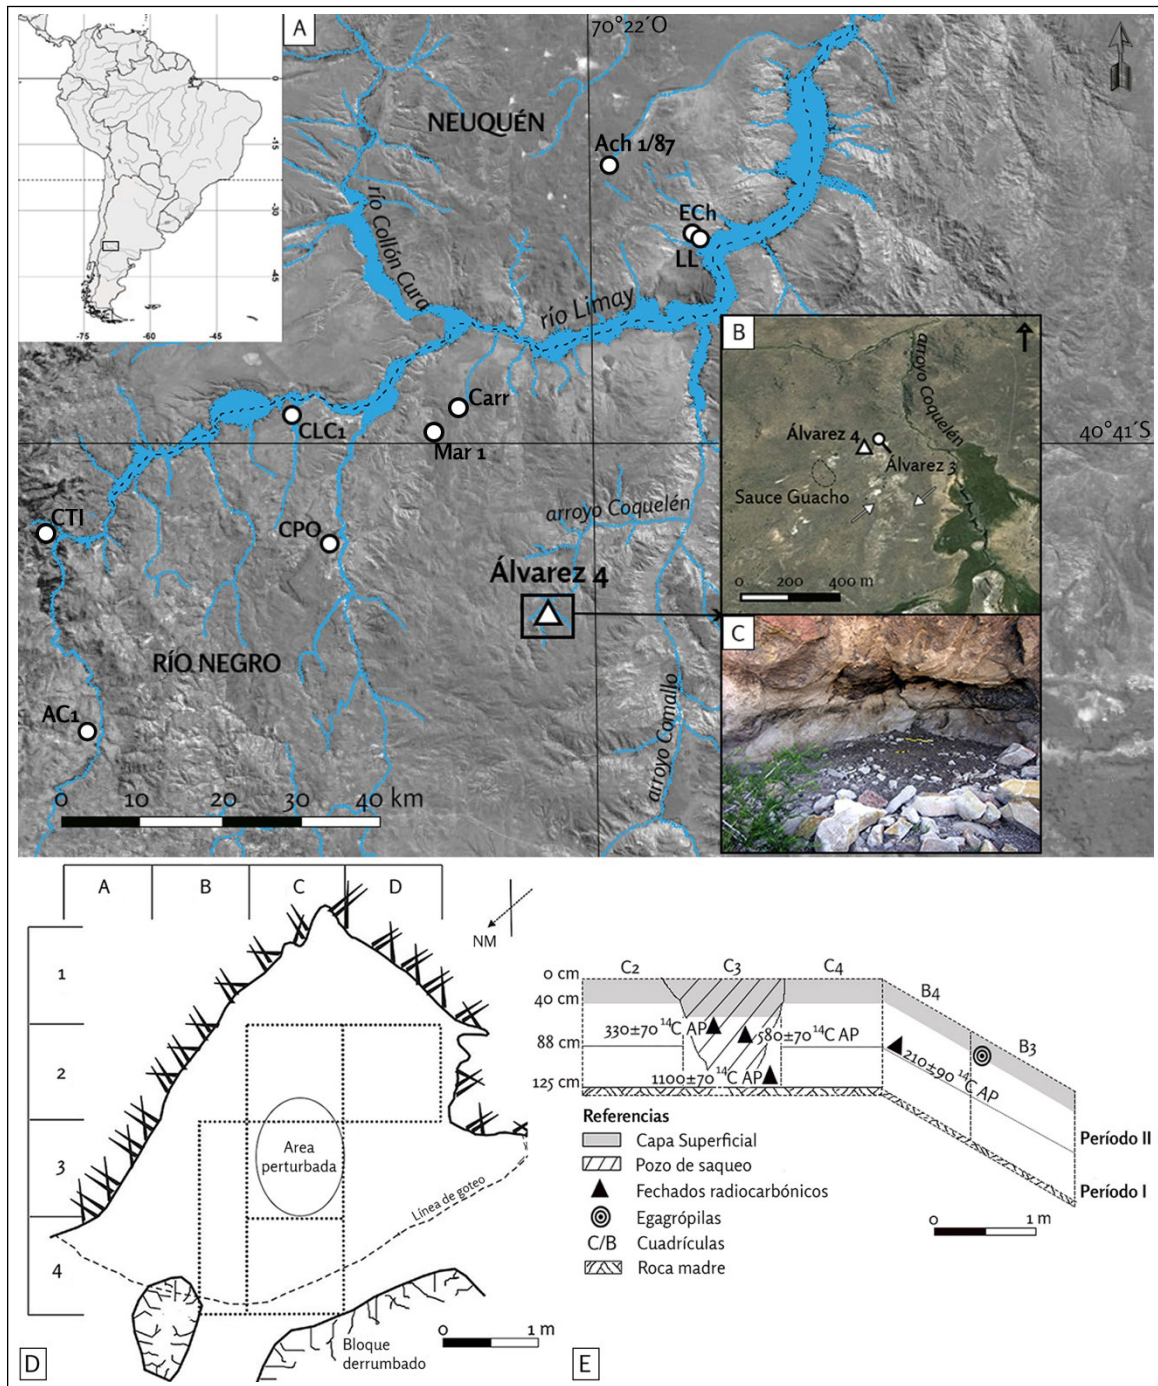 A
70°22´O
0
-15
-30
-45
-75
-60
-45
NEUQUÉN
Ach 1/87
río Collón Cura
ECh
LL
río Limay
Carr
CLC1
Mar 1
40°41´S
CTI
CPO
arroyo Coquelén
Álvarez 4
RÍO NEGRO
AC1
arroyo Comallo
0 10 20 30 40 km
B
arroyo Coquelén
Álvarez 4
Álvarez 3
Sauce Guacho
0 200 400 m
C
A B C D
NM
1
2
3
4
Area
perturbada
Línea de goteo
Bloque
derrumbado
0 1 m
D
C2 C3 C4
B4
B3
0 cm
40 cm
88 cm
125 cm
330±70 ¹⁴C AP
580±70 ¹⁴C AP
1100±70 ¹⁴C AP
210±90 ¹⁴C AP
Período II
Período I
Referencias
Capa Superficial
Pozo de saqueo
Fechados radiocarbónicos
Egagrópilas
C/B Cuadrículas
Roca madre
0 1 m
E